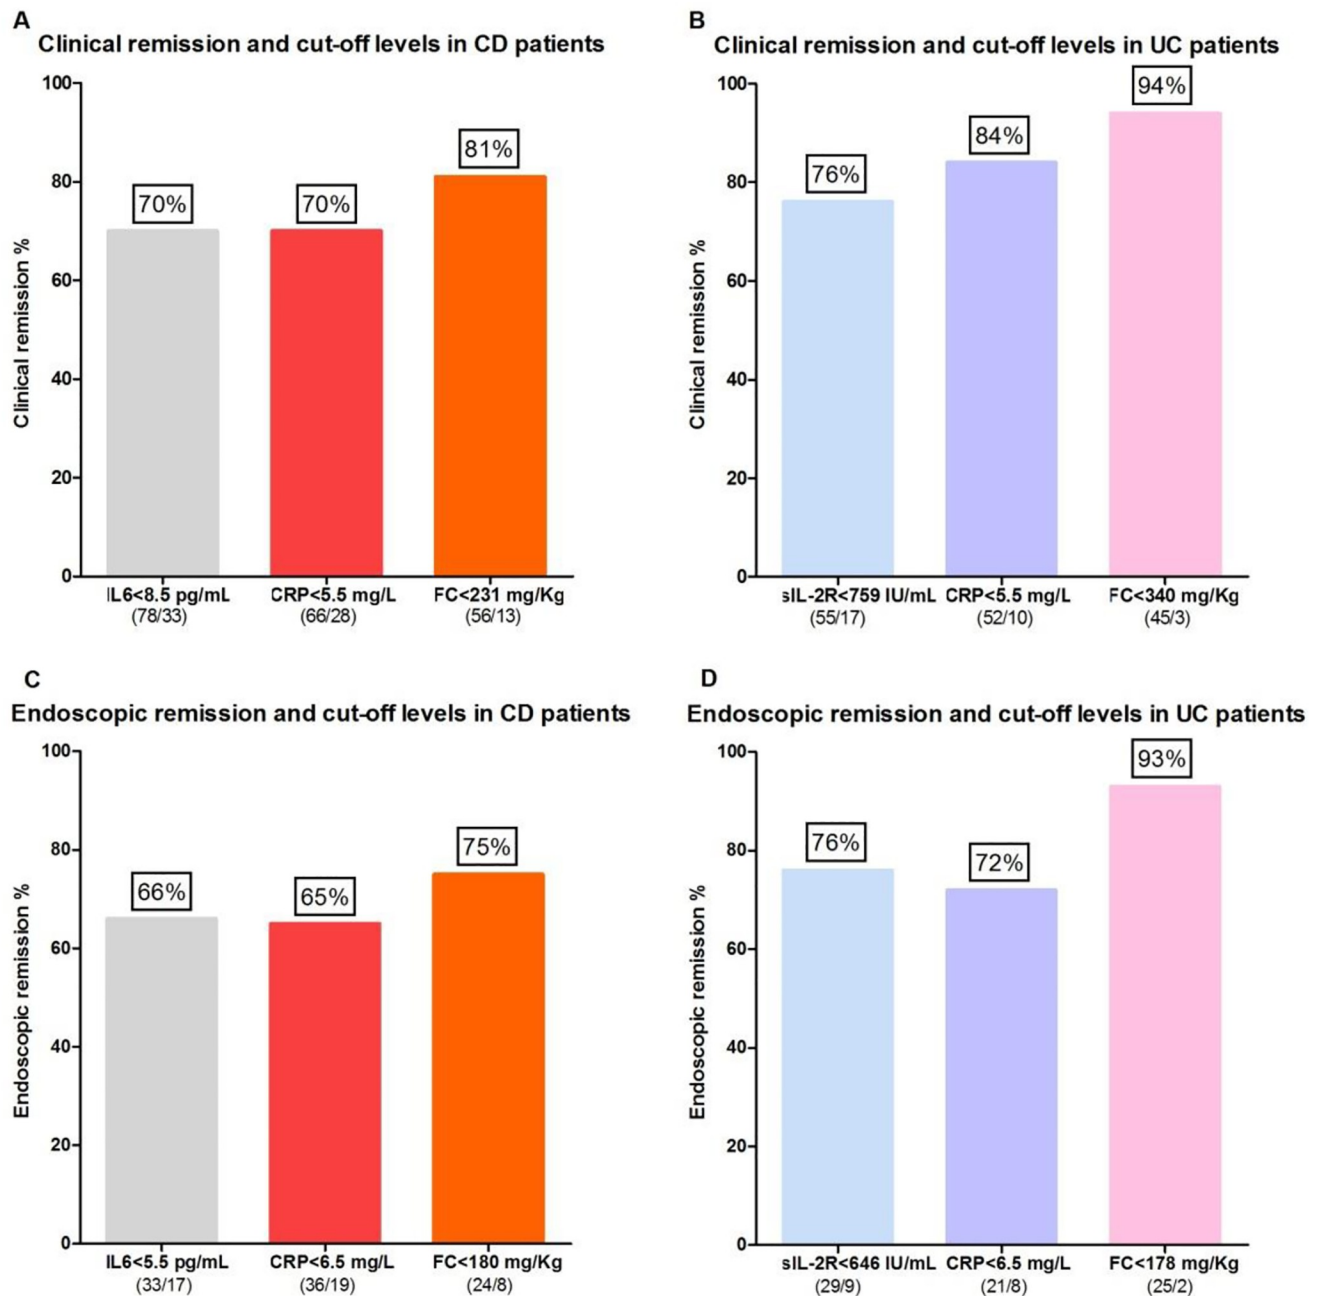 A
Clinical remission and cut-off levels in CD patients
Clinical remission %
100
80
60
40
20
0
70%
70%
81%
IL6<8.5 pg/mL CRP<5.5 mg/L FC<231 mg/Kg
(78/33) (66/28) (56/13)
B
Clinical remission and cut-off levels in UC patients
Clinical remission %
100
80
60
40
20
0
76%
84%
94%
sIL-2R<759 IU/mL CRP<5.5 mg/L FC<340 mg/Kg
(55/17) (52/10) (45/3)
C
Endoscopic remission and cut-off levels in CD patients
Endoscopic remission %
100
80
60
40
20
0
66%
65%
75%
IL6<5.5 pg/mL CRP<6.5 mg/L FC<180 mg/Kg
(33/17) (36/19) (24/8)
D
Endoscopic remission and cut-off levels in UC patients
Endoscopic remission %
100
80
60
40
20
0
76%
72%
93%
sIL-2R<646 IU/mL CRP<6.5 mg/L FC<178 mg/Kg
(29/9) (21/8) (25/2)